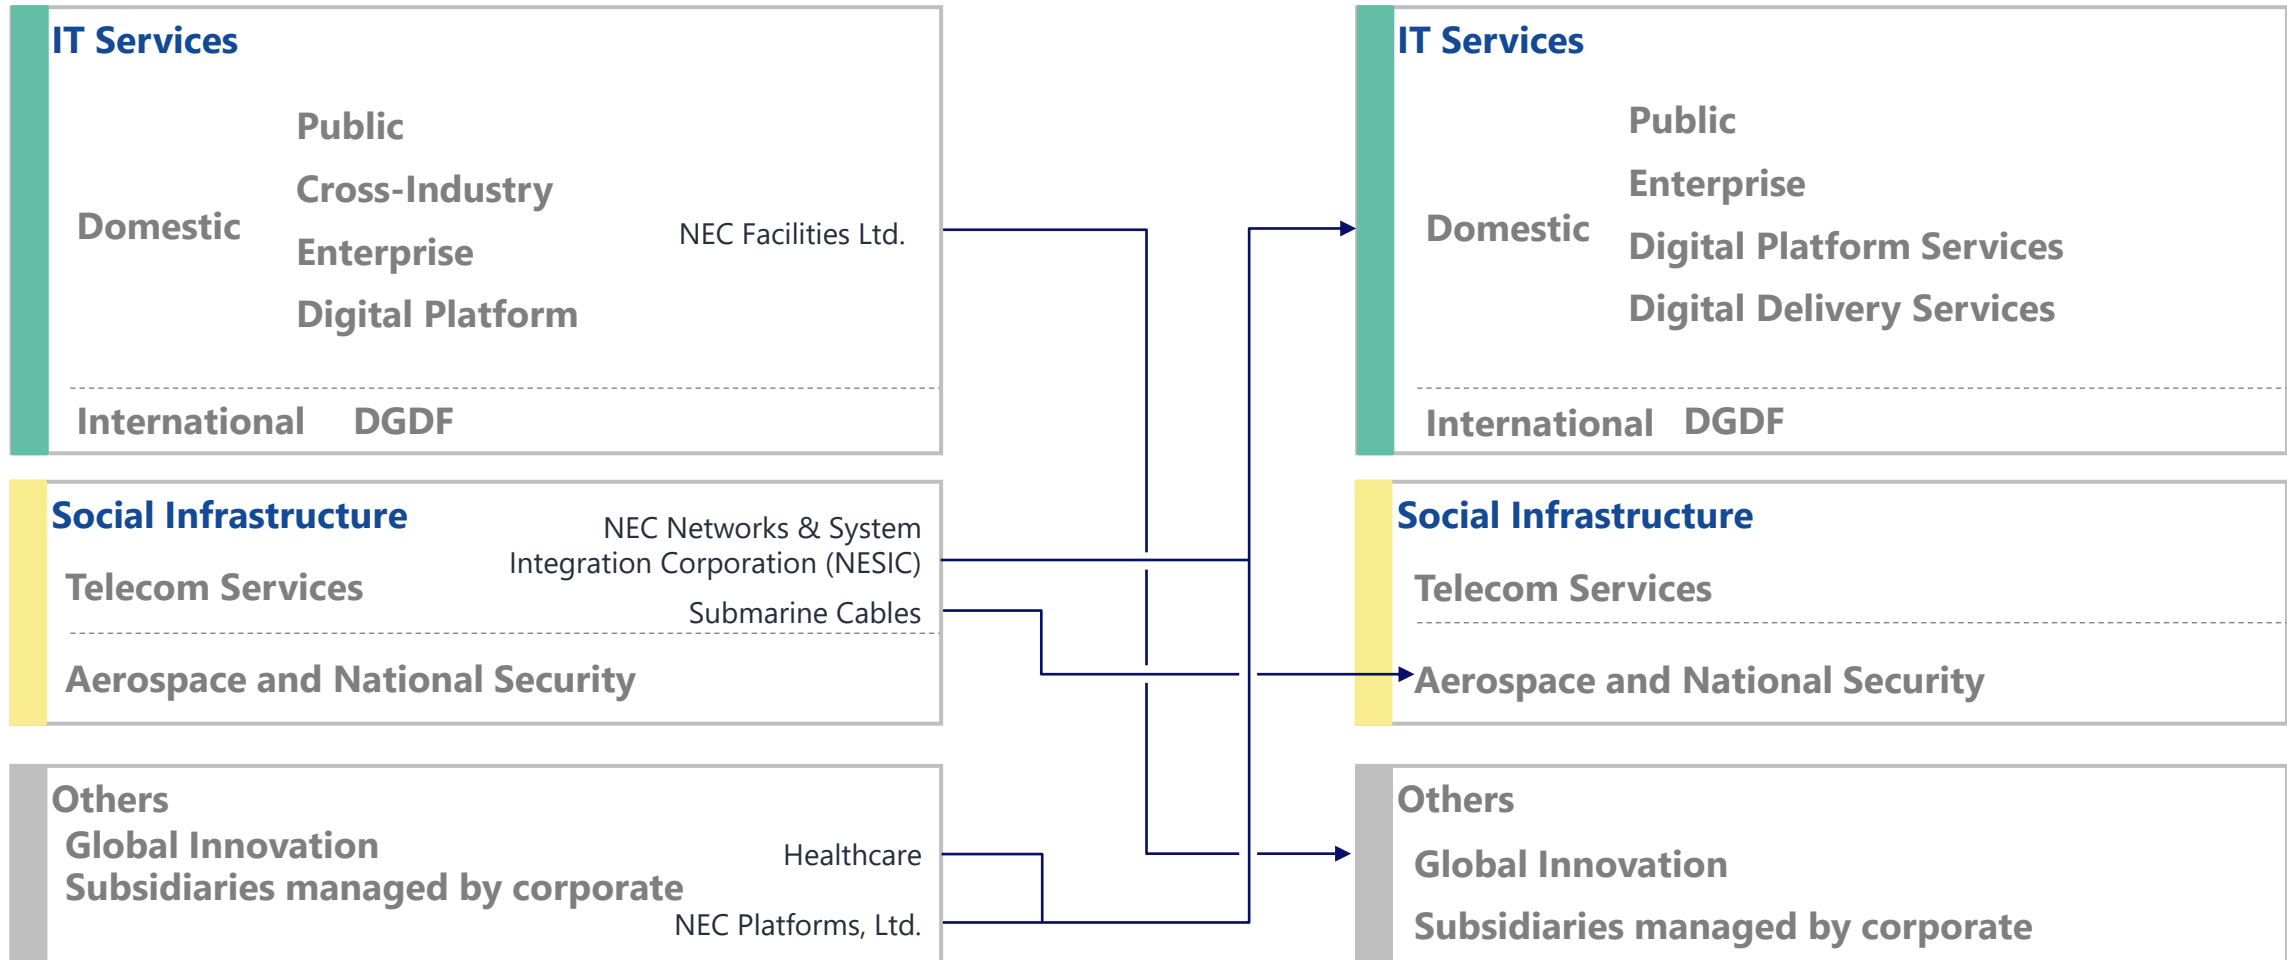 IT Services
Public
Cross-Industry
Domestic
Enterprise
NEC Facilities Ltd.
Digital Platform
International DGDF
Social Infrastructure
NEC Networks & System
Integration Corporation (NESIC)
Telecom Services
Submarine Cables
Aerospace and National Security
Others
Global Innovation
Subsidiaries managed by corporate
Healthcare
NEC Platforms, Ltd.
IT Services
Public
Enterprise
Domestic
Digital Platform Services
Digital Delivery Services
International DGDF
Social Infrastructure
Telecom Services
Aerospace and National Security
Others
Global Innovation
Subsidiaries managed by corporate